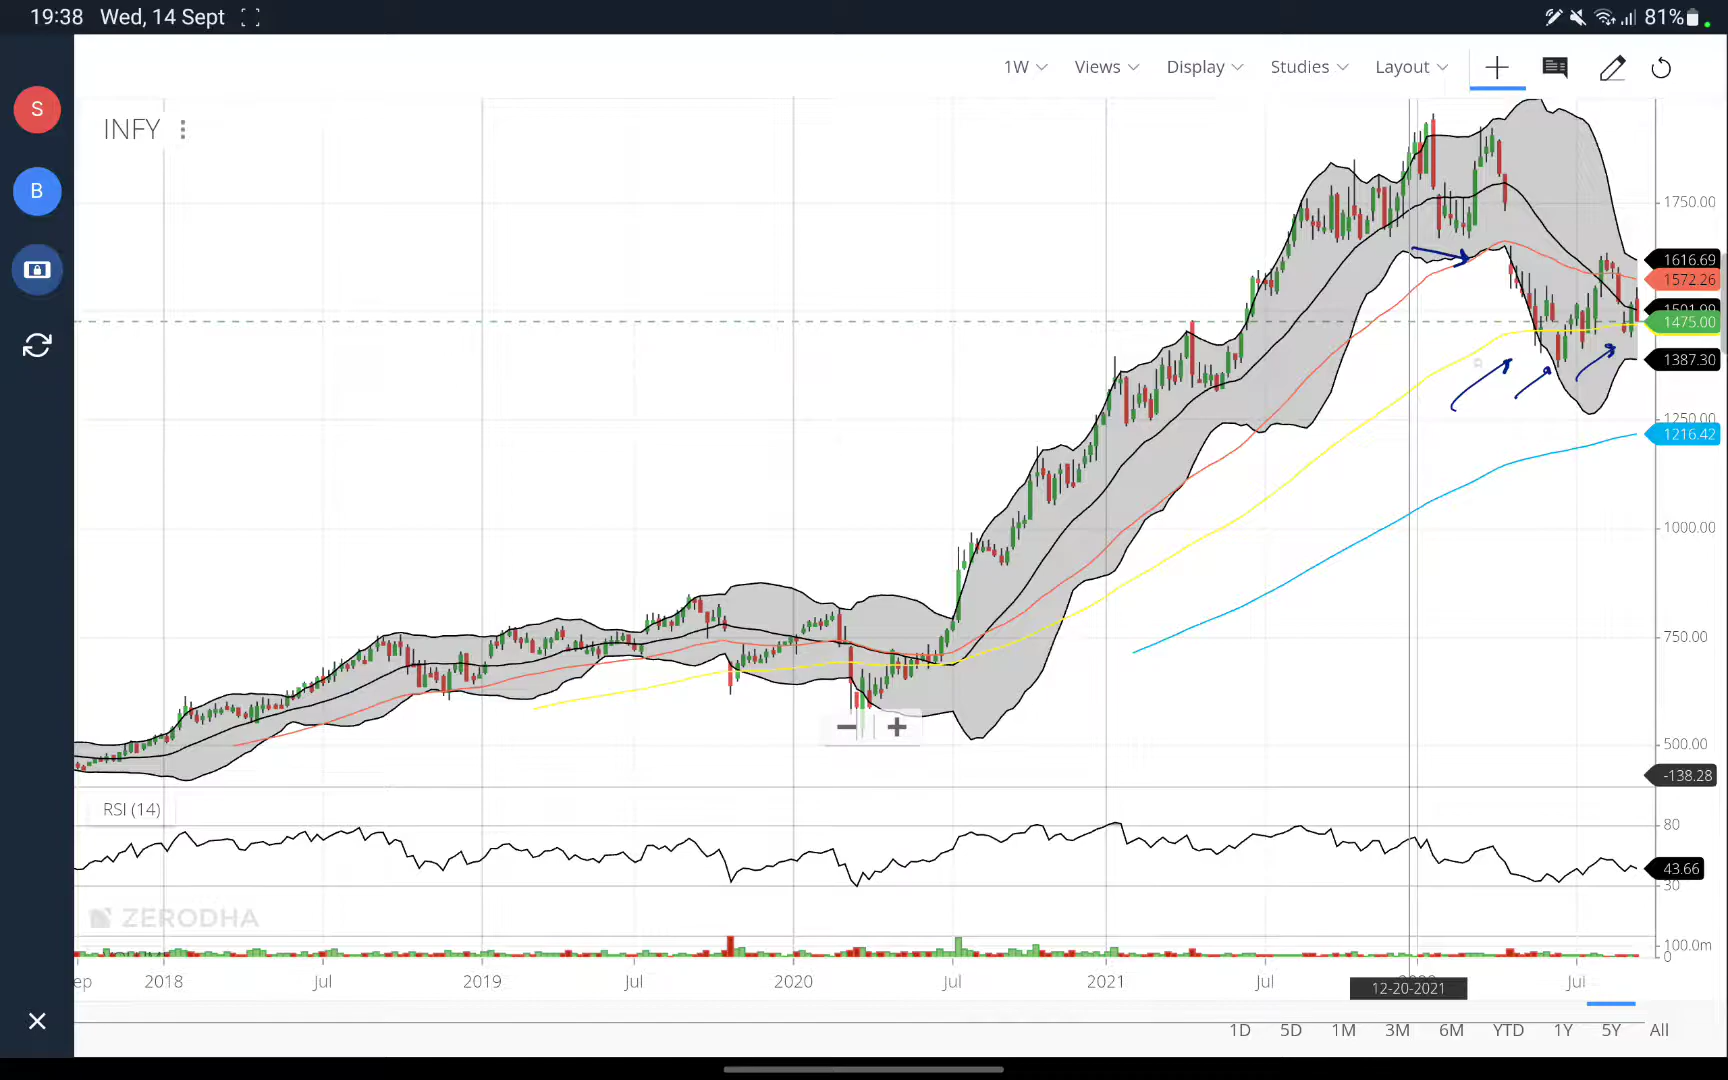 19:38 Wed, 14 Sept 81%
1W Views Display Studies Layout
S
INFY
B
1750.00
1616.69
1572.26
1475.00
1387.30
1250.00
1216.42
1000.00
750.00
500.00
-138.28
RSI (14)
80
43.66
30
ZERODHA
100.0m
0
2018 Jul 2019 Jul 2020 Jul 2021 Jul Jul
12-20-2021
1D 5D 1M 3M 6M YTD 1Y 5Y All